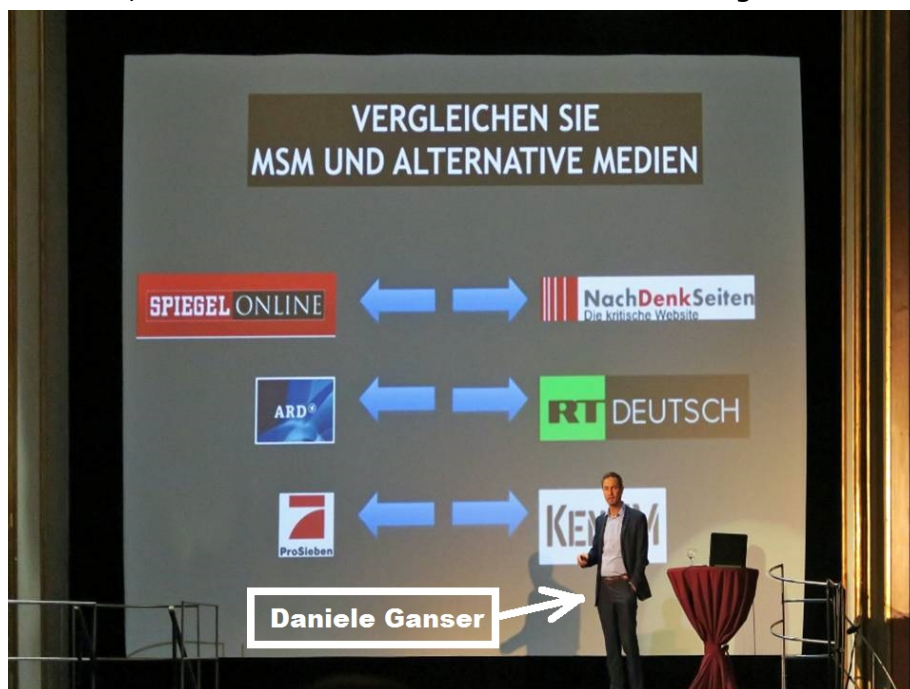 VERGLEICHEN SIE
MSM UND ALTERNATIVE MEDIEN
SPIEGEL ONLINE
NachDenkSeiten
Die kritische Website
ARD
RT DEUTSCH
ProSieben
Daniele Ganser